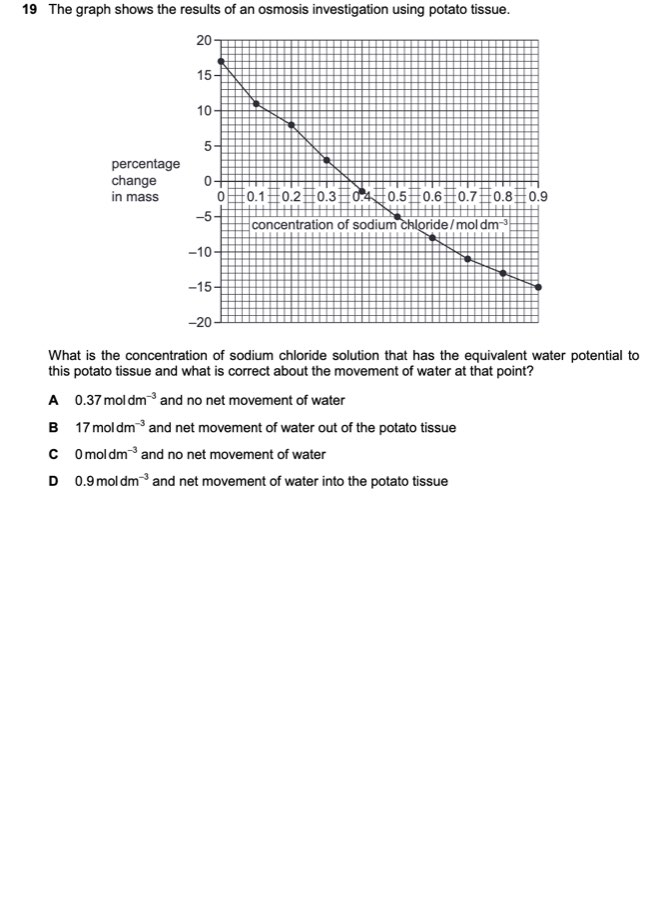 19 The graph shows the results of an osmosis investigation using potato tissue.
20
15
10
5
0
−5
−10
−15
−20
percentage
change
in mass
0 0.1 0.2 0.3 0.4 0.5 0.6 0.7 0.8 0.9
concentration of sodium chloride / mol dm⁻³
What is the concentration of sodium chloride solution that has the equivalent water potential to
this potato tissue and what is correct about the movement of water at that point?
A 0.37 mol dm⁻³ and no net movement of water
B 17 mol dm⁻³ and net movement of water out of the potato tissue
C 0 mol dm⁻³ and no net movement of water
D 0.9 mol dm⁻³ and net movement of water into the potato tissue